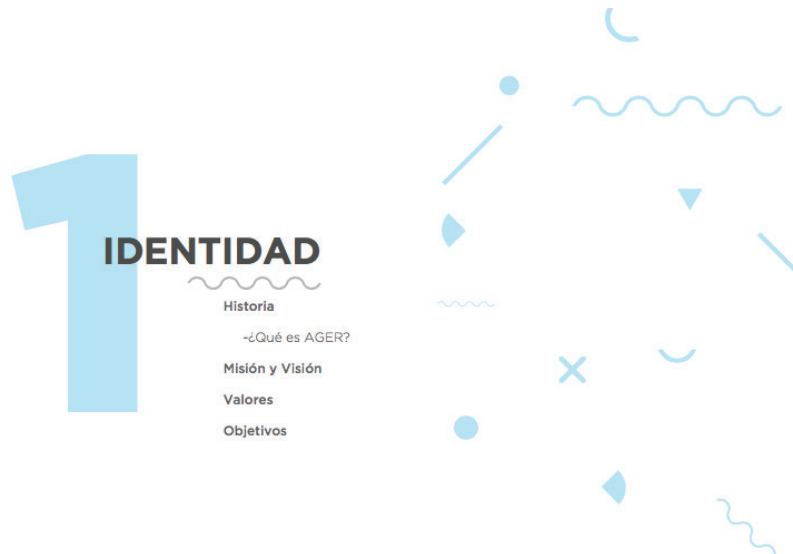 1
IDENTIDAD
Historia
-¿Qué es AGER?
Misión y Visión
Valores
Objetivos